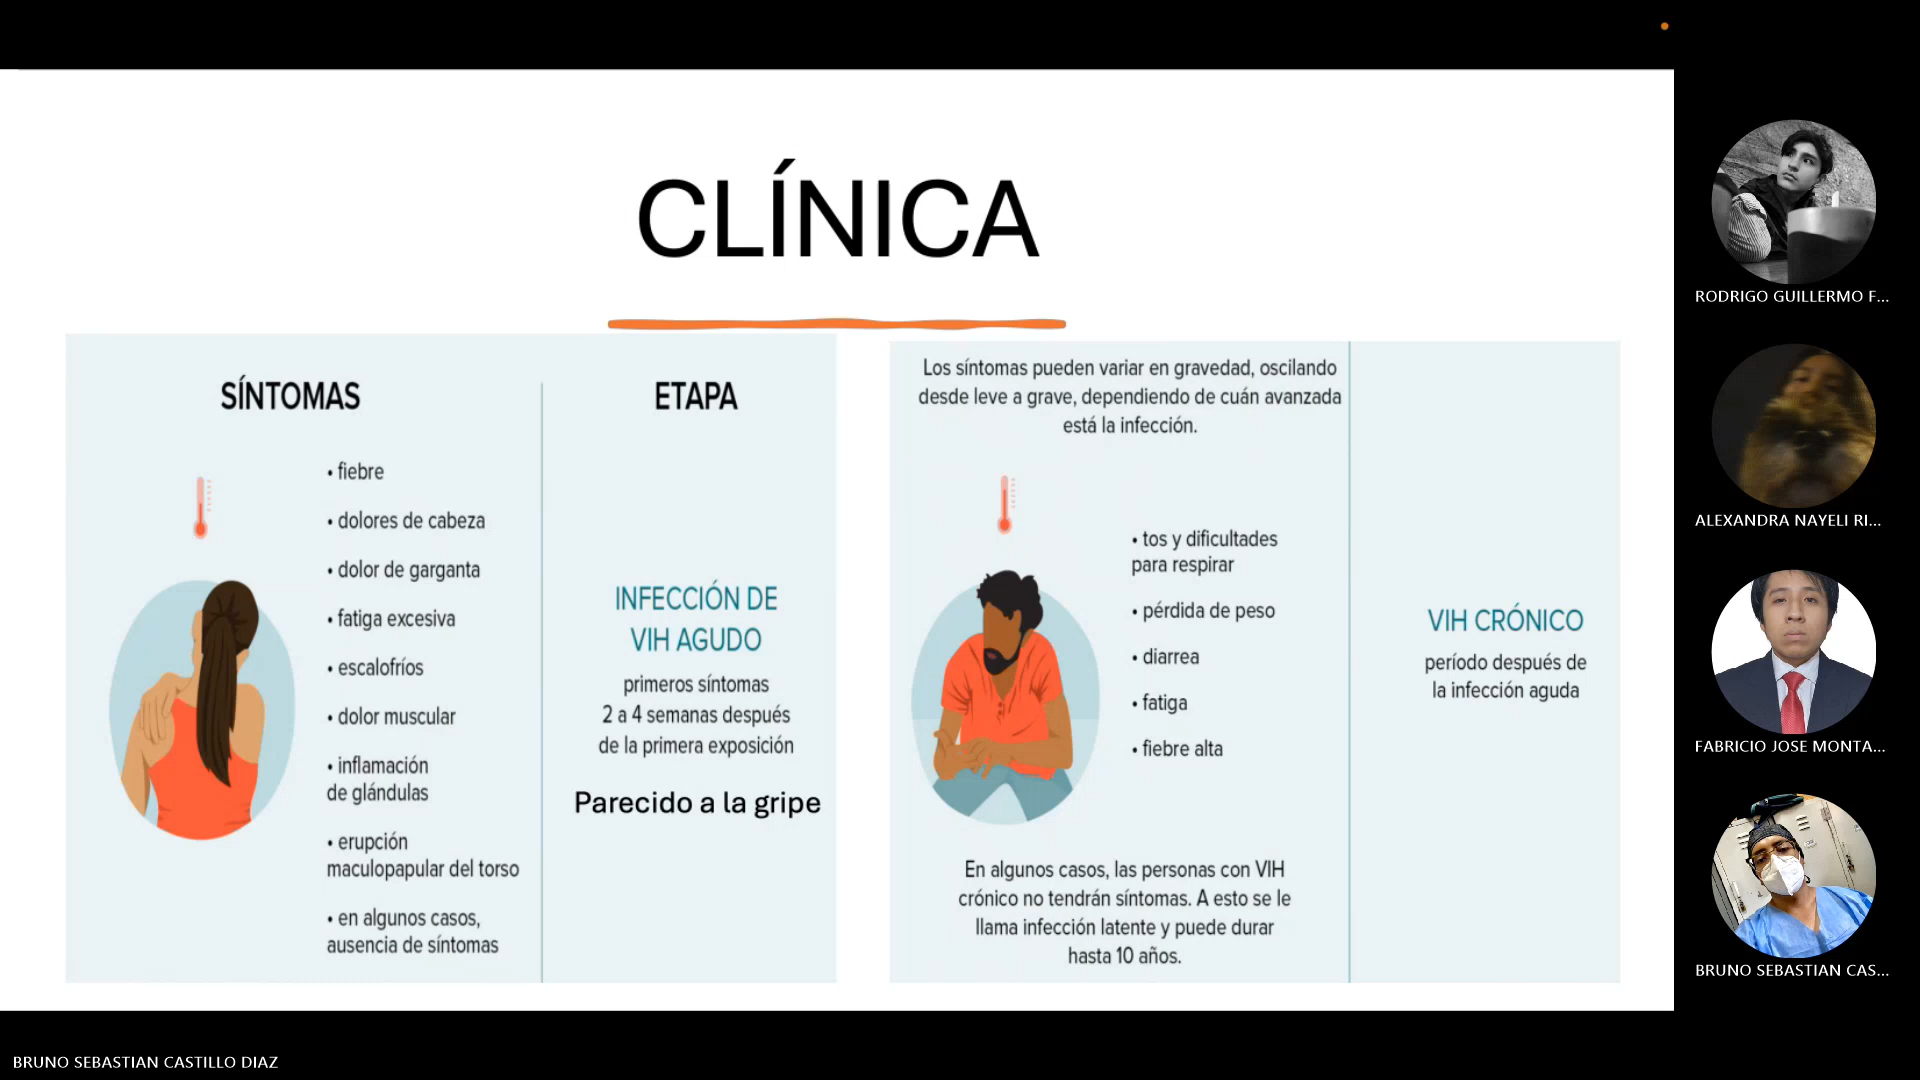 CLÍNICA
SÍNTOMAS
• fiebre
• dolores de cabeza
• dolor de garganta
• fatiga excesiva
• escalofríos
• dolor muscular
• inflamación
de glándulas
• erupción
maculopapular del torso
• en algunos casos,
ausencia de síntomas
ETAPA
INFECCIÓN DE
VIH AGUDO
primeros síntomas
2 a 4 semanas después
de la primera exposición
Parecido a la gripe
Los síntomas pueden variar en gravedad, oscilando
desde leve a grave, dependiendo de cuán avanzada
está la infección.
• tos y dificultades
para respirar
• pérdida de peso
• diarrea
• fatiga
• fiebre alta
En algunos casos, las personas con VIH
crónico no tendrán síntomas. A esto se le
llama infección latente y puede durar
hasta 10 años.
VIH CRÓNICO
período después de
la infección aguda
RODRIGO GUILLERMO F...
ALEXANDRA NAYELI RI...
FABRICIO JOSE MONTA...
BRUNO SEBASTIAN CAS...
BRUNO SEBASTIAN CASTILLO DIAZ